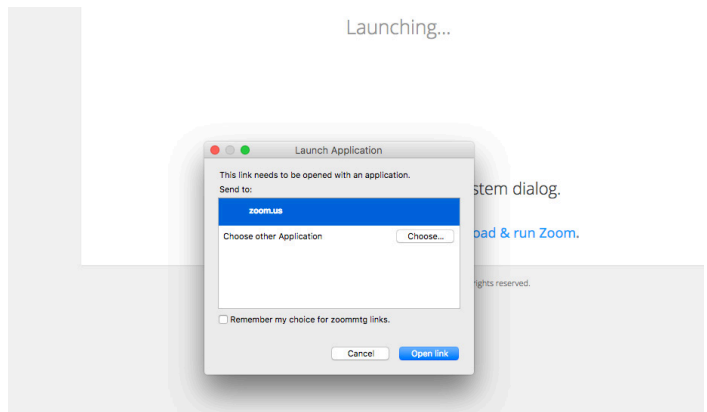 Launching...
Launch Application
This link needs to be opened with an application.
Send to:
stem dialog.
zoom.us
Choose other Application
Choose...
oad & run Zoom.
ights reserved.
Remember my choice for zoommtg links.
Cancel
Open link